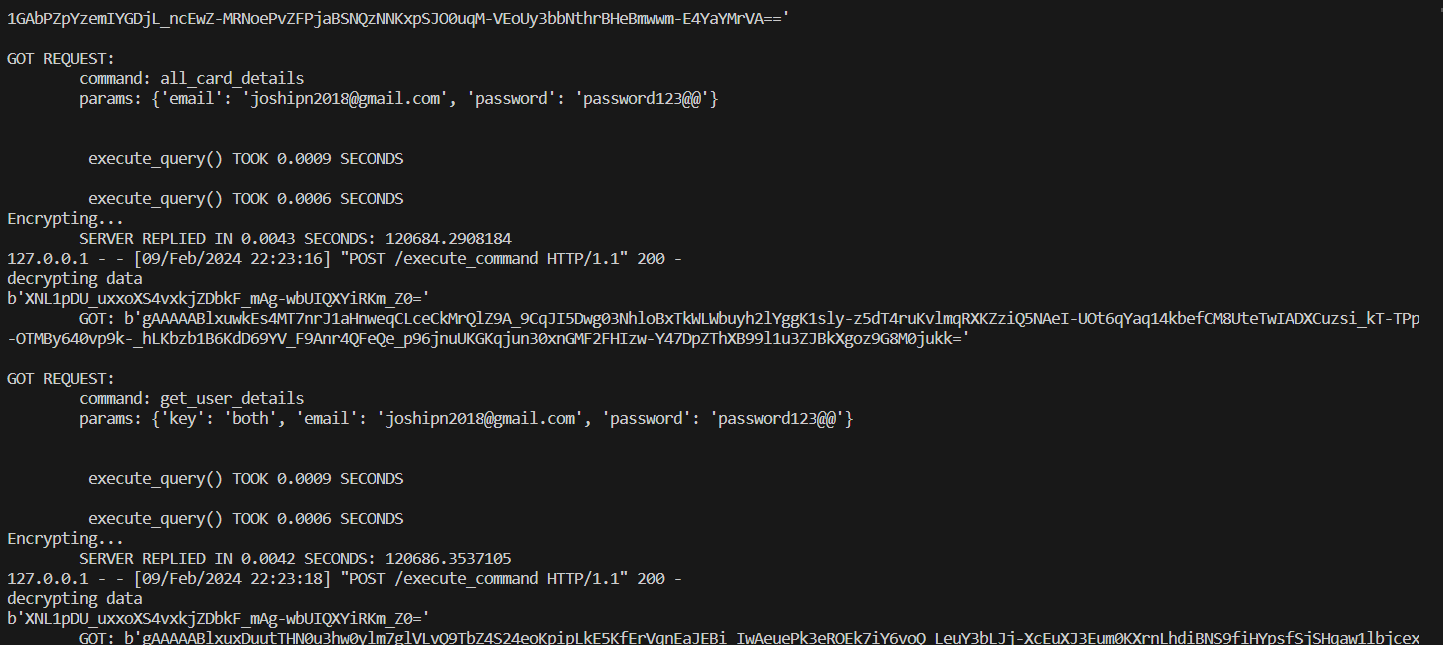 1GAbPZpYzemIYGDjL_ncEwZ-MRNoePvZFPjaBSNQzNNKxpSJO0uqM-VEoUy3bbNthrBHeBmwwm-E4YaYMrVA=='
GOT REQUEST:
command: all_card_details
params: {'email': 'joshipn2018@gmail.com', 'password': 'password123@@'}
execute_query() TOOK 0.0009 SECONDS
execute_query() TOOK 0.0006 SECONDS
Encrypting...
SERVER REPLIED IN 0.0043 SECONDS: 120684.2908184
127.0.0.1 - - [09/Feb/2024 22:23:16] "POST /execute_command HTTP/1.1" 200 -
decrypting data
b'XNL1pDU_uxxoXS4vxkjZDbkF_mAg-wbUIQXYiRKm_Z0='
GOT: b'gAAAAABlxuwkEs4MT7nrJ1aHnweqCLceCkMrQlZ9A_9CqJI5Dwg03NhloBxTkWLWbuyh2lYggK1sly-z5dT4ruKvlmqRXKZziQ5NAeI-UOt6qYaq14kbefCM8UteTwIADXCuzsi_kT-TPp
-OTMBy640vp9k-_hLKbzb1B6KdD69YV_F9Anr4QFeQe_p96jnuUKGKqjun30xnGMF2FHIzw-Y47DpZThXB99l1u3ZJBkXgoz9G8M0jukk='
GOT REQUEST:
command: get_user_details
params: {'key': 'both', 'email': 'joshipn2018@gmail.com', 'password': 'password123@@'}
execute_query() TOOK 0.0009 SECONDS
execute_query() TOOK 0.0006 SECONDS
Encrypting...
SERVER REPLIED IN 0.0042 SECONDS: 120686.3537105
127.0.0.1 - - [09/Feb/2024 22:23:18] "POST /execute_command HTTP/1.1" 200 -
decrypting data
b'XNL1pDU_uxxoXS4vxkjZDbkF_mAg-wbUIQXYiRKm_Z0='
GOT: b'gAAAAABlxuxDuutTHN0u3hw0ylm7glVLvQ9TbZ4S24eoKpipLkE5KfErVqnEaJEBi_IwAeuePk3eROEk7iY6voQ_LeuY3bLJj-XcEuXJ3Eum0KXrnLhdiBNS9fiHYpsfSjSHqaw1lbjcex